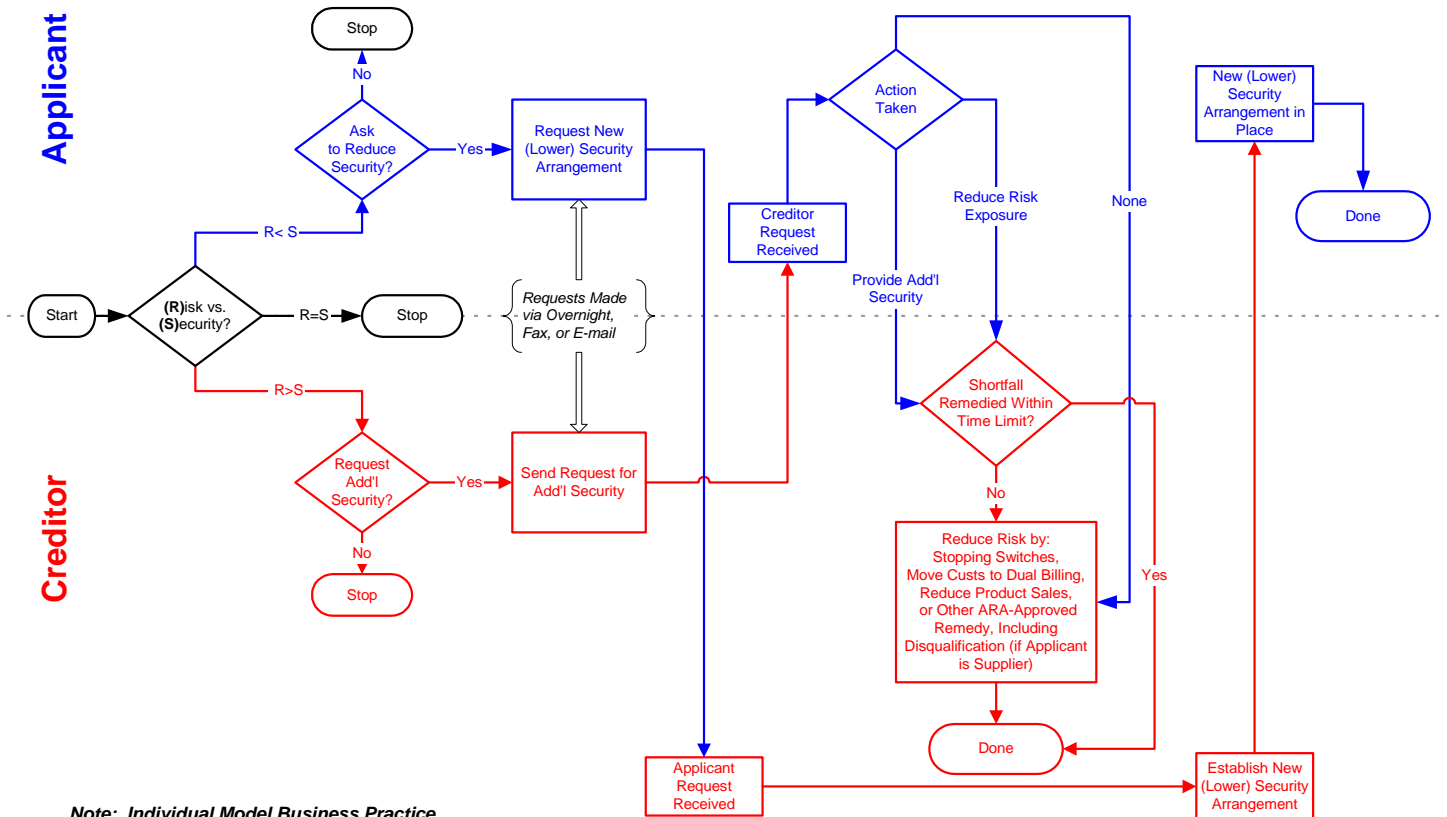 Applicant
Creditor
Start
(R)isk vs.
(S)ecurity?
R< S
R=S
R>S
Stop
Ask
to Reduce
Security?
No
Stop
Yes
Request New
(Lower) Security
Arrangement
Requests Made
via Overnight,
Fax, or E-mail
Request
Add'l
Security?
No
Stop
Yes
Send Request for
Add'l Security
Creditor
Request
Received
Action
Taken
Provide Add'l
Security
Reduce Risk
Exposure
None
Shortfall
Remedied Within
Time Limit?
No
Yes
Reduce Risk by:
Stopping Switches,
Move Custs to Dual Billing,
Reduce Product Sales,
or Other ARA-Approved
Remedy, Including
Disqualification (if Applicant
is Supplier)
Done
Applicant
Request
Received
Establish New
(Lower) Security
Arrangement
New (Lower)
Security
Arrangement in
Place
Done
Note: Individual Model Business Practice